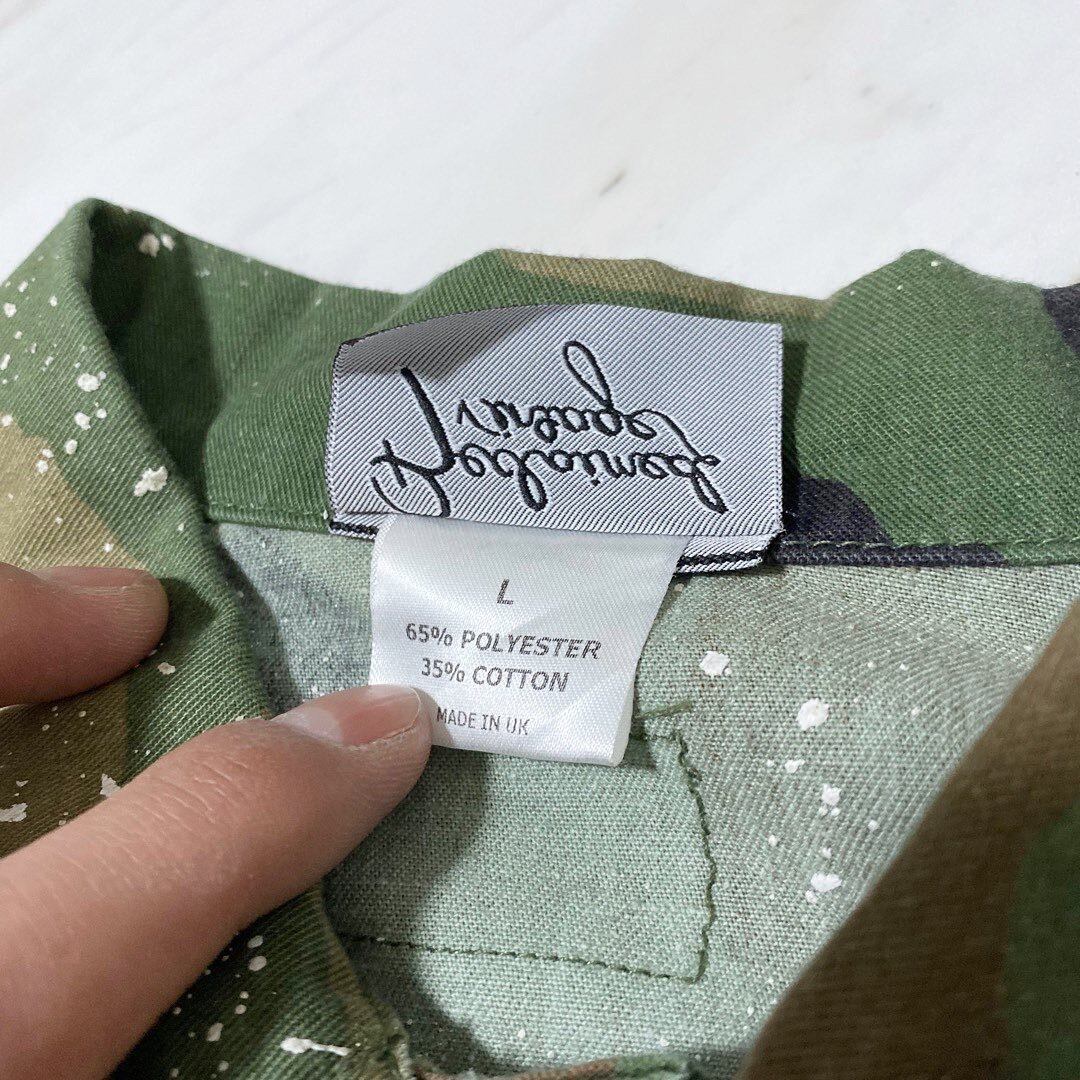 L
65% POLYESTER
35% COTTON
MADE IN UK